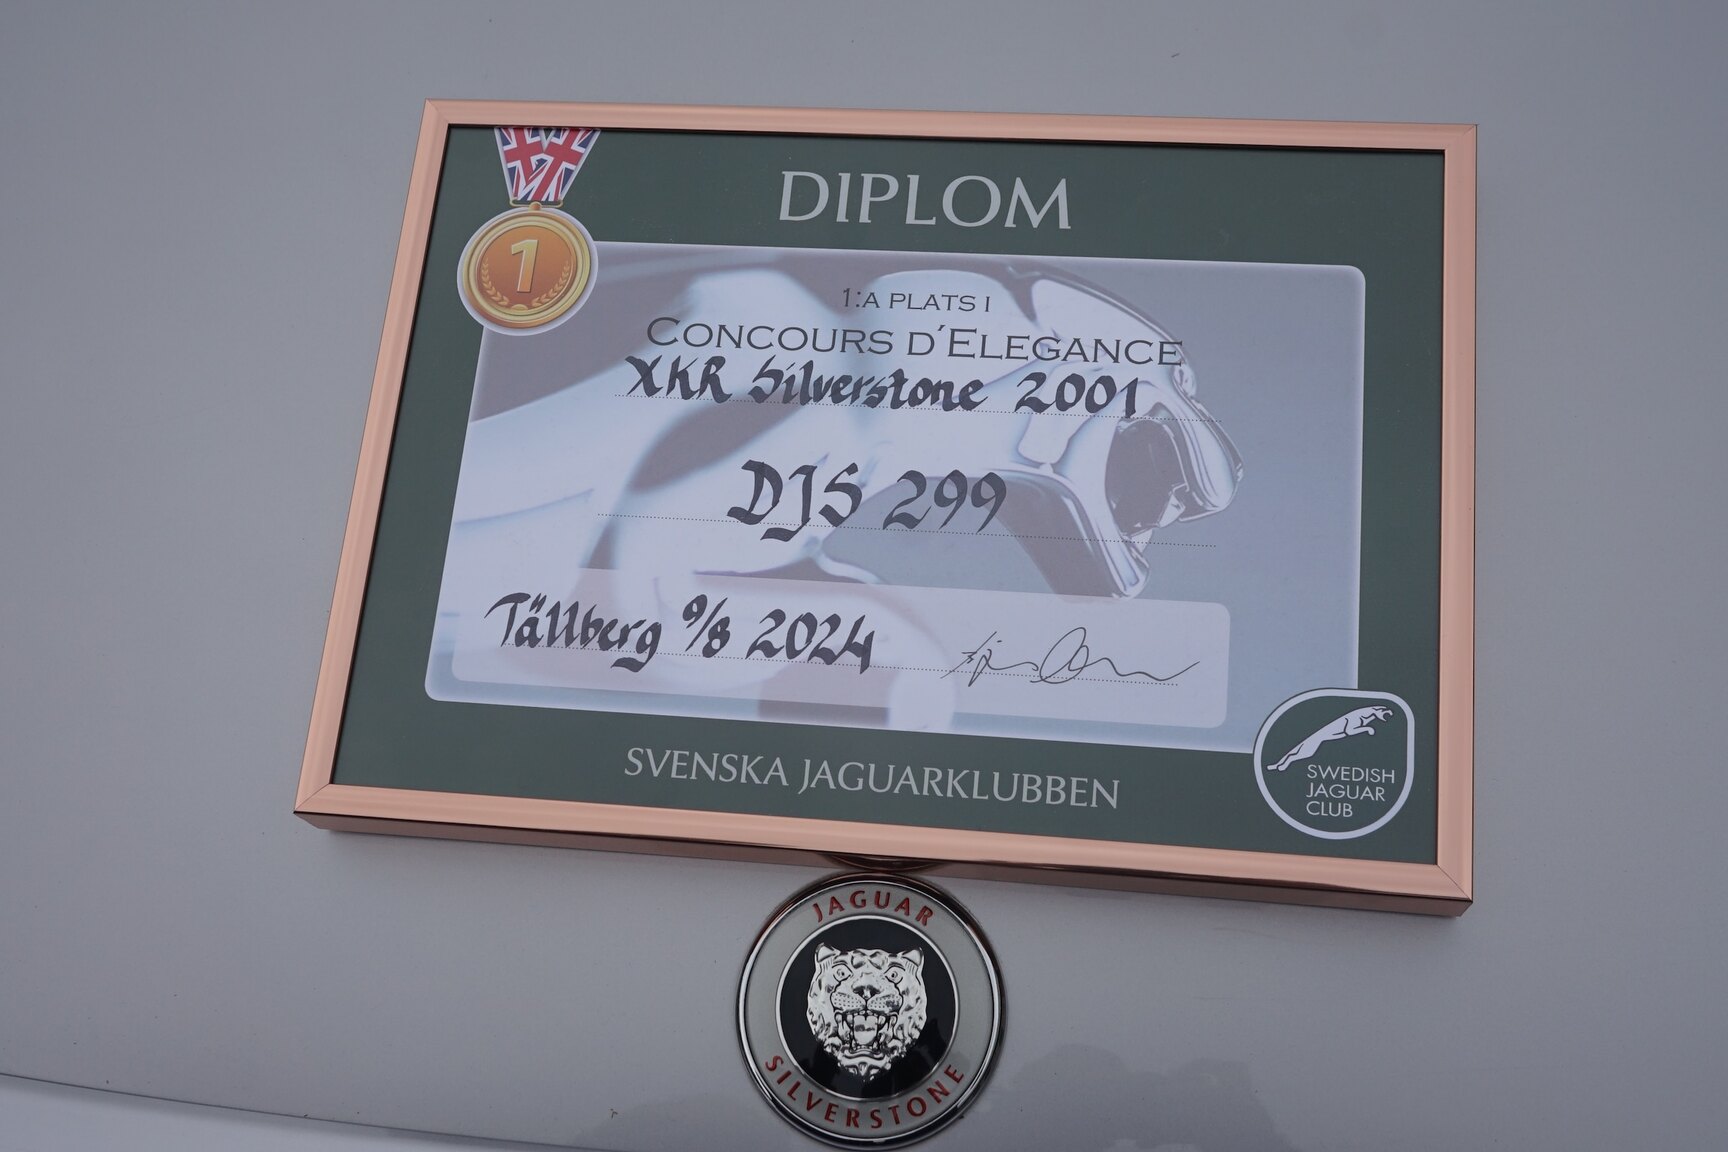 DIPLOM
1
1:A PLATS I
CONCOURS D'ELEGANCE
XKR Silverstone 2001
DJS 299
Tällberg 9/8 2024
SVENSKA JAGUARKLUBBEN
SWEDISH
JAGUAR
CLUB
JAGUAR
SILVERSTONE